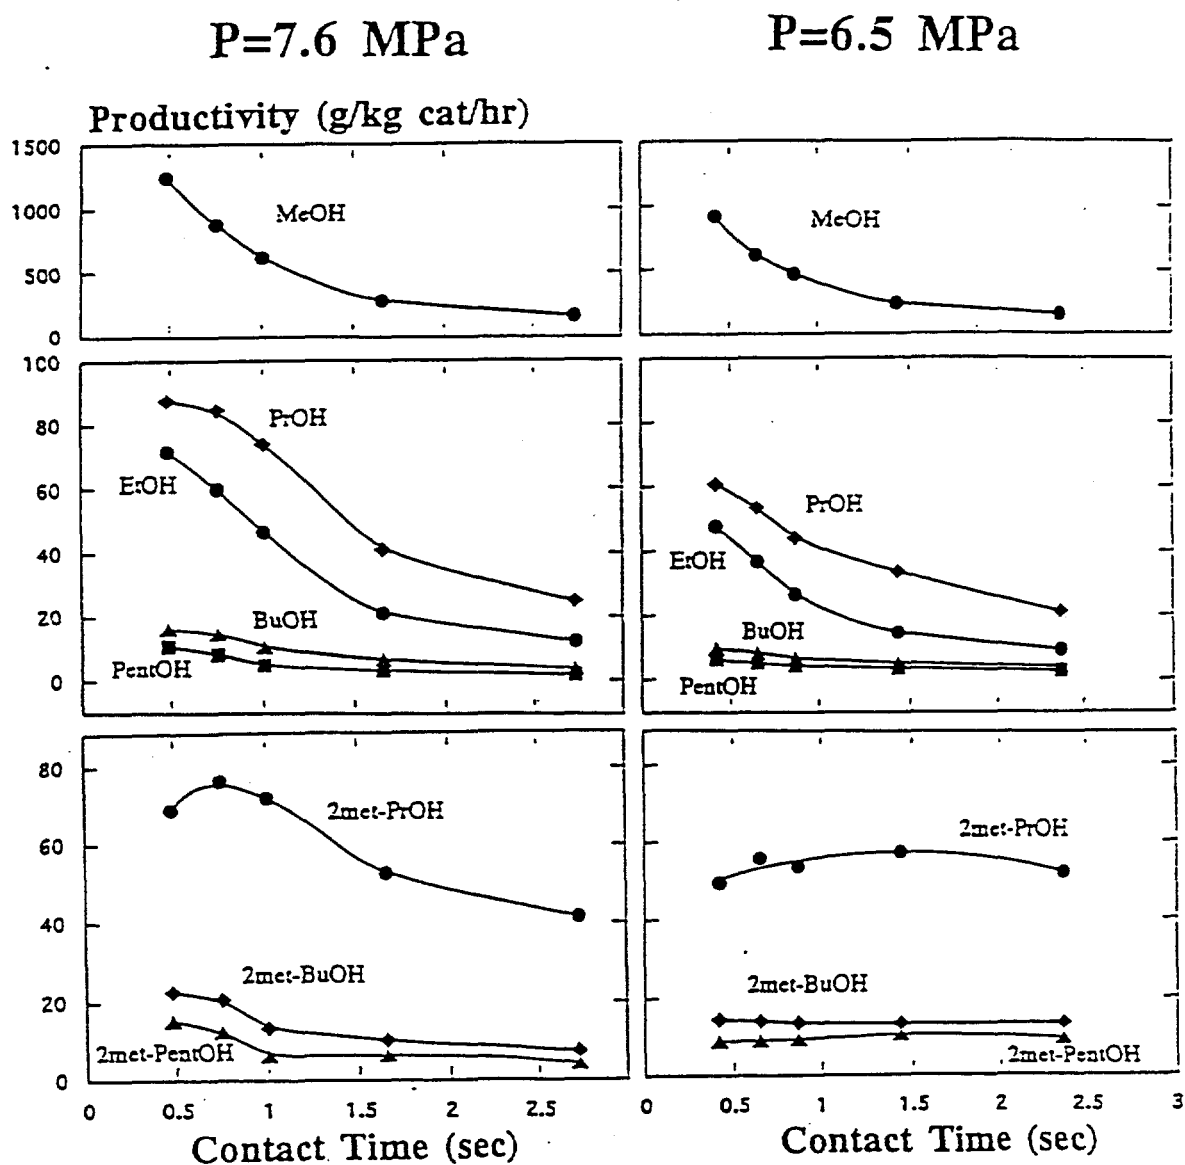 P=7.6 MPa
P=6.5 MPa
Productivity (g/kg cat/hr)
1500
1000
500
0
MeOH
MeOH
100
80
60
40
20
0
PrOH
EtOH
BuOH
PentOH
PrOH
EtOH
BuOH
PentOH
80
60
40
20
0
2met-PrOH
2met-BuOH
2met-PentOH
2met-PrOH
2met-BuOH
2met-PentOH
0 0.5 1 1.5 2 2.5
0 0.5 1 1.5 2 2.5 3
Contact Time (sec)
Contact Time (sec)